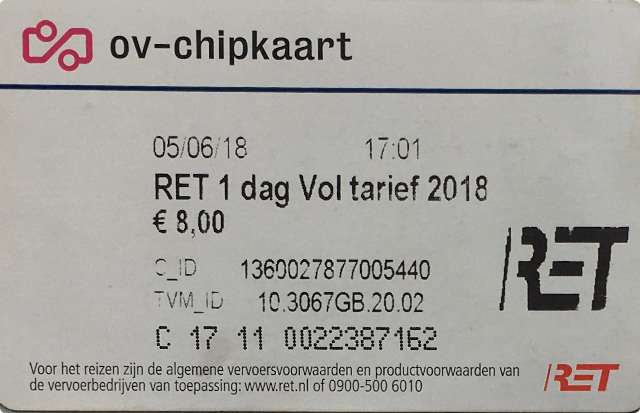 ov-chipkaart
05/06/18 17:01
RET 1 dag Vol tarief 2018
€ 8,00
C_ID 1360027877005440
TVM_ID 10.3067GB.20.02
RET
C 17 11 0022387162
Voor het reizen zijn de algemene vervoersvoorwaarden en productvoorwaarden van
de vervoerbedrijven van toepassing: www.ret.nl of 0900-500 6010
RET